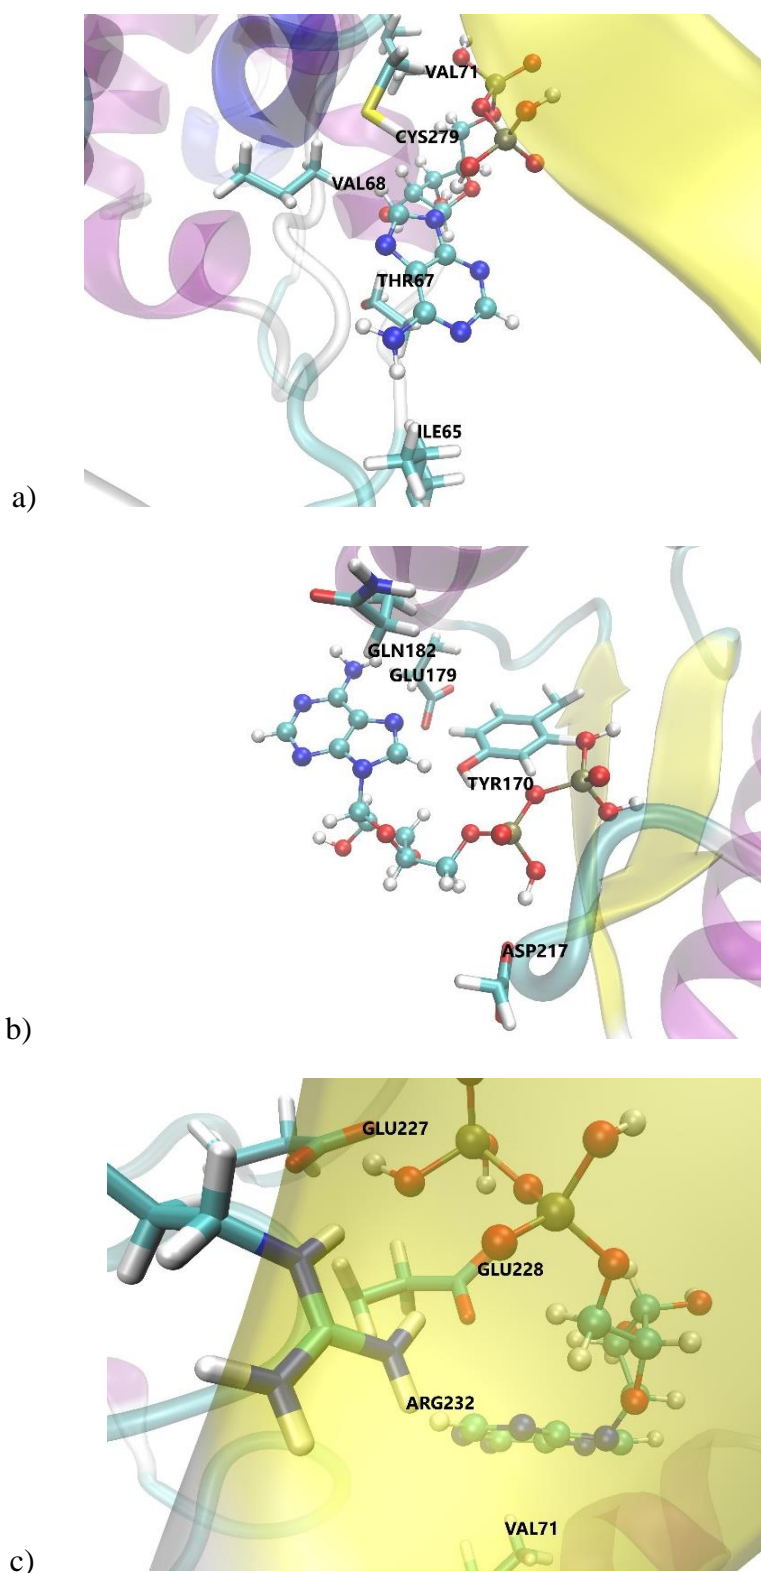 VAL71
CYS279
VAL68
THR67
ILE65
a)
GLN182
GLU179
TYR170
ASP217
b)
GLU227
GLU228
ARG232
VAL71
c)